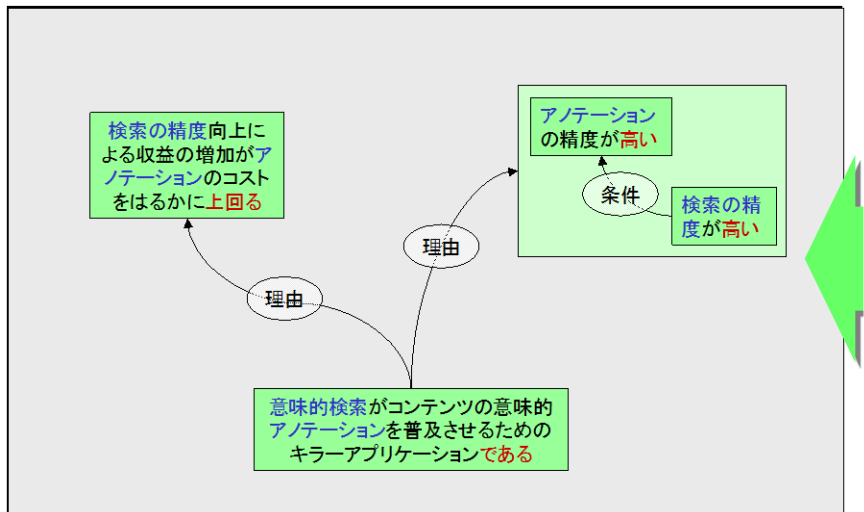 検索の精度向上に
よる収益の増加がア
ノテーションのコスト
をはるかに上回る
アノテーション
の精度が高い
条件
検索の精
度が高い
理由
理由
意味的検索がコンテンツの意味的
アノテーションを普及させるための
キラーアプリケーションである